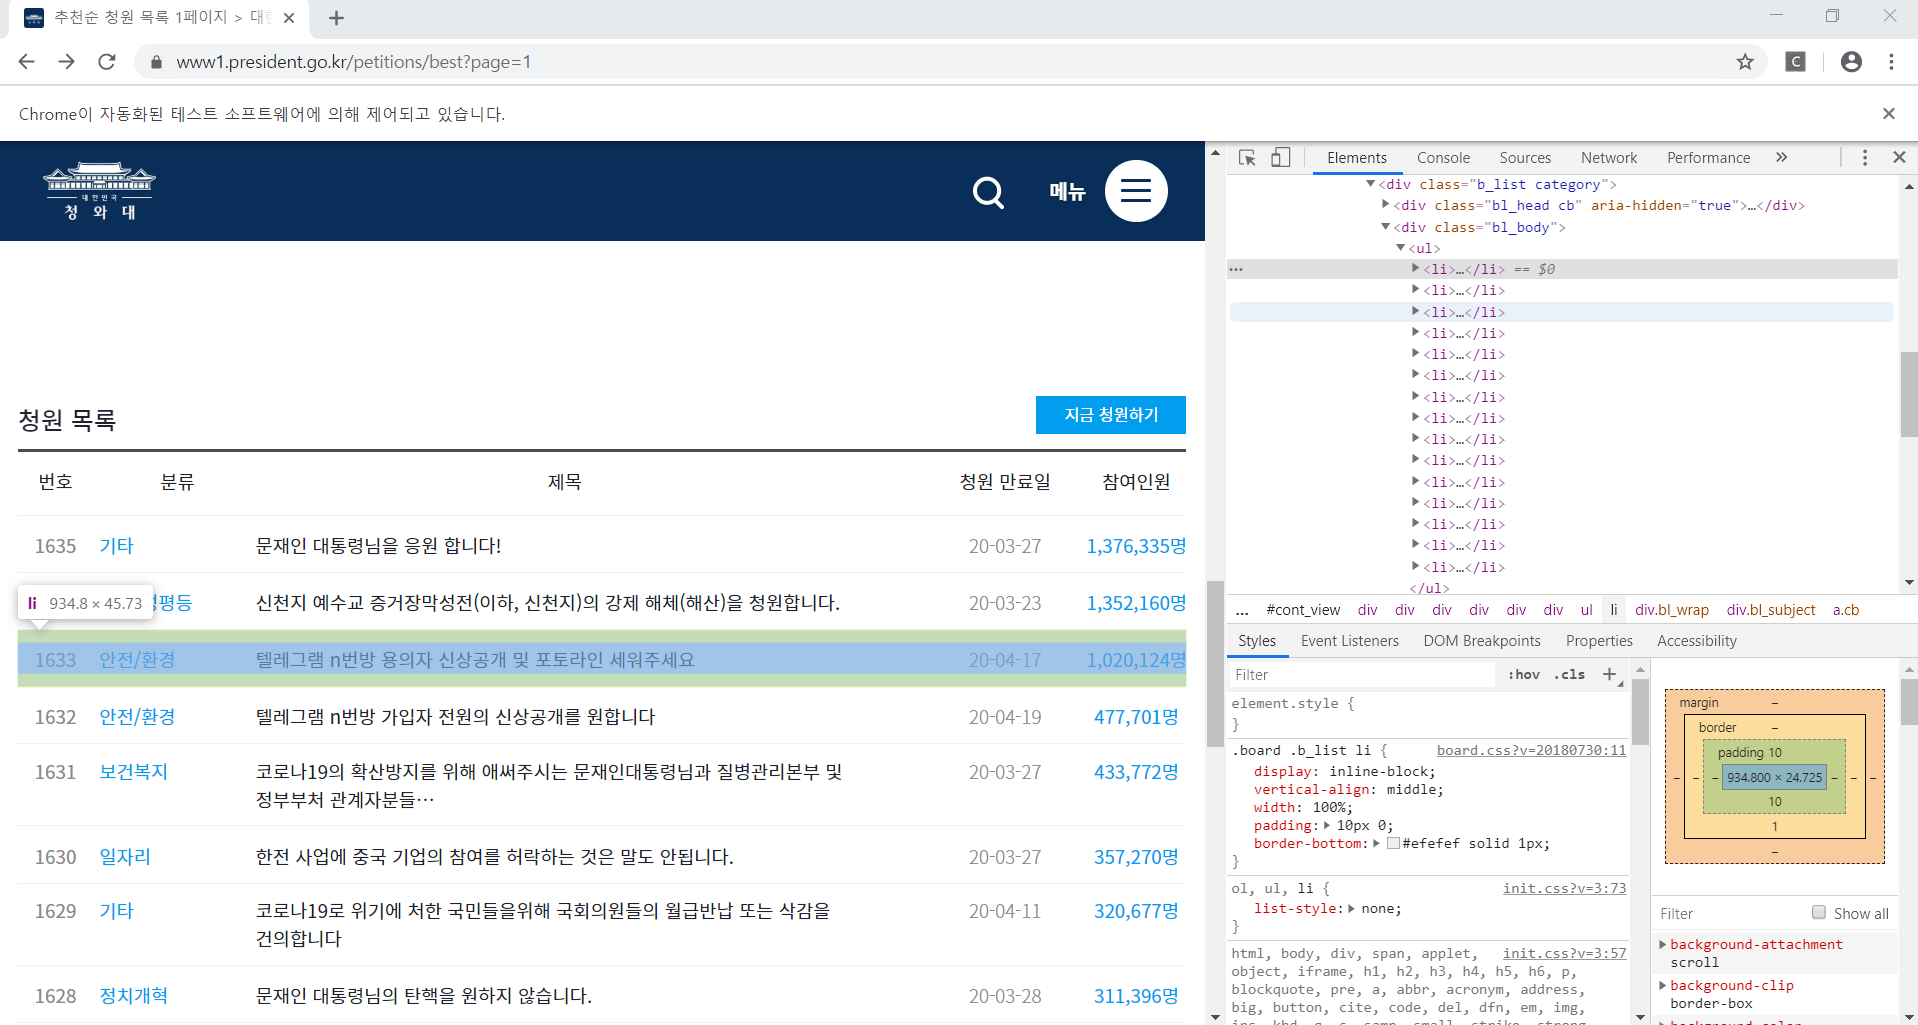 추천순 청원 목록 1페이지 > 대한
www1.president.go.kr/petitions/best?page=1
C
Chrome이 자동화된 테스트 소프트웨어에 의해 제어되고 있습니다.
대한민국
청와대
메뉴
청원 목록
지금 청원하기
번호 분류 제목 청원 만료일 참여인원
1635 기타 문재인 대통령님을 응원 합니다! 20-03-27 1,376,335명
li 934.8 × 45.73
성평등 신천지 예수교 증거장막성전(이하, 신천지)의 강제 해체(해산)을 청원합니다. 20-03-23 1,352,160명
1633 안전/환경 텔레그램 n번방 용의자 신상공개 및 포토라인 세워주세요 20-04-17 1,020,124명
1632 안전/환경 텔레그램 n번방 가입자 전원의 신상공개를 원합니다 20-04-19 477,701명
1631 보건복지 코로나19의 확산방지를 위해 애써주시는 문재인대통령님과 질병관리본부 및 20-03-27 433,772명
정부부처 관계자분들…
1630 일자리 한전 사업에 중국 기업의 참여를 허락하는 것은 말도 안됩니다. 20-03-27 357,270명
1629 기타 코로나19로 위기에 처한 국민들을위해 국회의원들의 월급반납 또는 삭감을 20-04-11 320,677명
건의합니다
1628 정치개혁 문재인 대통령님의 탄핵을 원하지 않습니다. 20-03-28 311,396명
Elements Console Sources Network Performance »
<div class="b_list category">
<div class="bl_head cb" aria-hidden="true">…</div>
<div class="bl_body">
<ul>
… <li>…</li> == $0
<li>…</li>
<li>…</li>
<li>…</li>
<li>…</li>
<li>…</li>
<li>…</li>
<li>…</li>
<li>…</li>
<li>…</li>
<li>…</li>
<li>…</li>
<li>…</li>
<li>…</li>
<li>…</li>
</ul>
... #cont_view div div div div div div ul li div.bl_wrap div.bl_subject a.cb
Styles Event Listeners DOM Breakpoints Properties Accessibility
Filter :hov .cls +
element.style {
}
.board .b_list li { board.css?v=20180730:11
display: inline-block;
vertical-align: middle;
width: 100%;
padding: 10px 0;
border-bottom: #efefef solid 1px;
}
ol, ul, li { init.css?v=3:73
list-style: none;
}
html, body, div, span, applet, init.css?v=3:57
object, iframe, h1, h2, h3, h4, h5, h6, p,
blockquote, pre, a, abbr, acronym, address,
big, button, cite, code, del, dfn, em, img,
ins, kbd, q, s, samp, small, strike, strong,
margin –
border –
padding 10
– – – 934.800 × 24.725 – – –
10
1
–
Filter Show all
background-attachment
scroll
background-clip
border-box
background-color